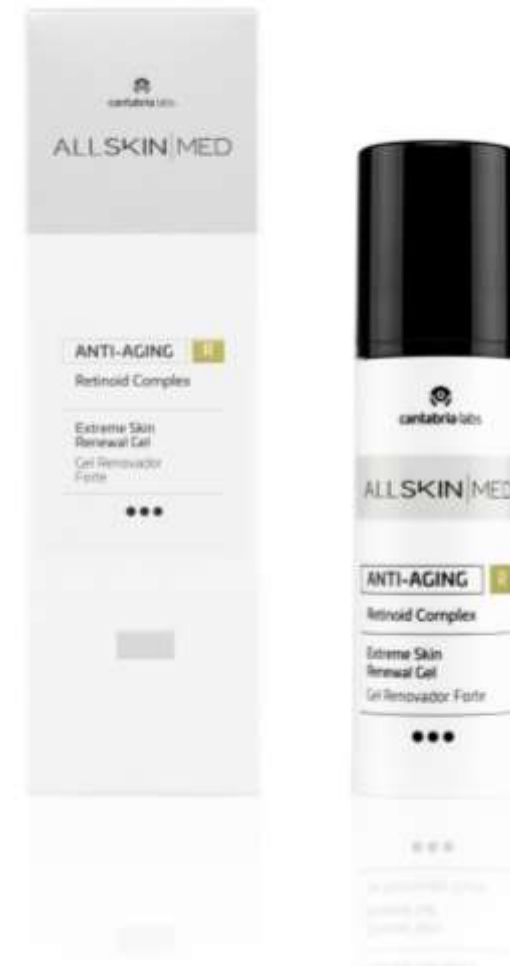 cantabria labs
ALLSKIN|MED
ANTI-AGING R
Retinoid Complex
Extreme Skin
Renewal Gel
Gel Renovador
Forte
cantabria labs
ALLSKIN|MED
ANTI-AGING R
Retinoid Complex
Extreme Skin
Renewal Gel
Gel Renovador Forte